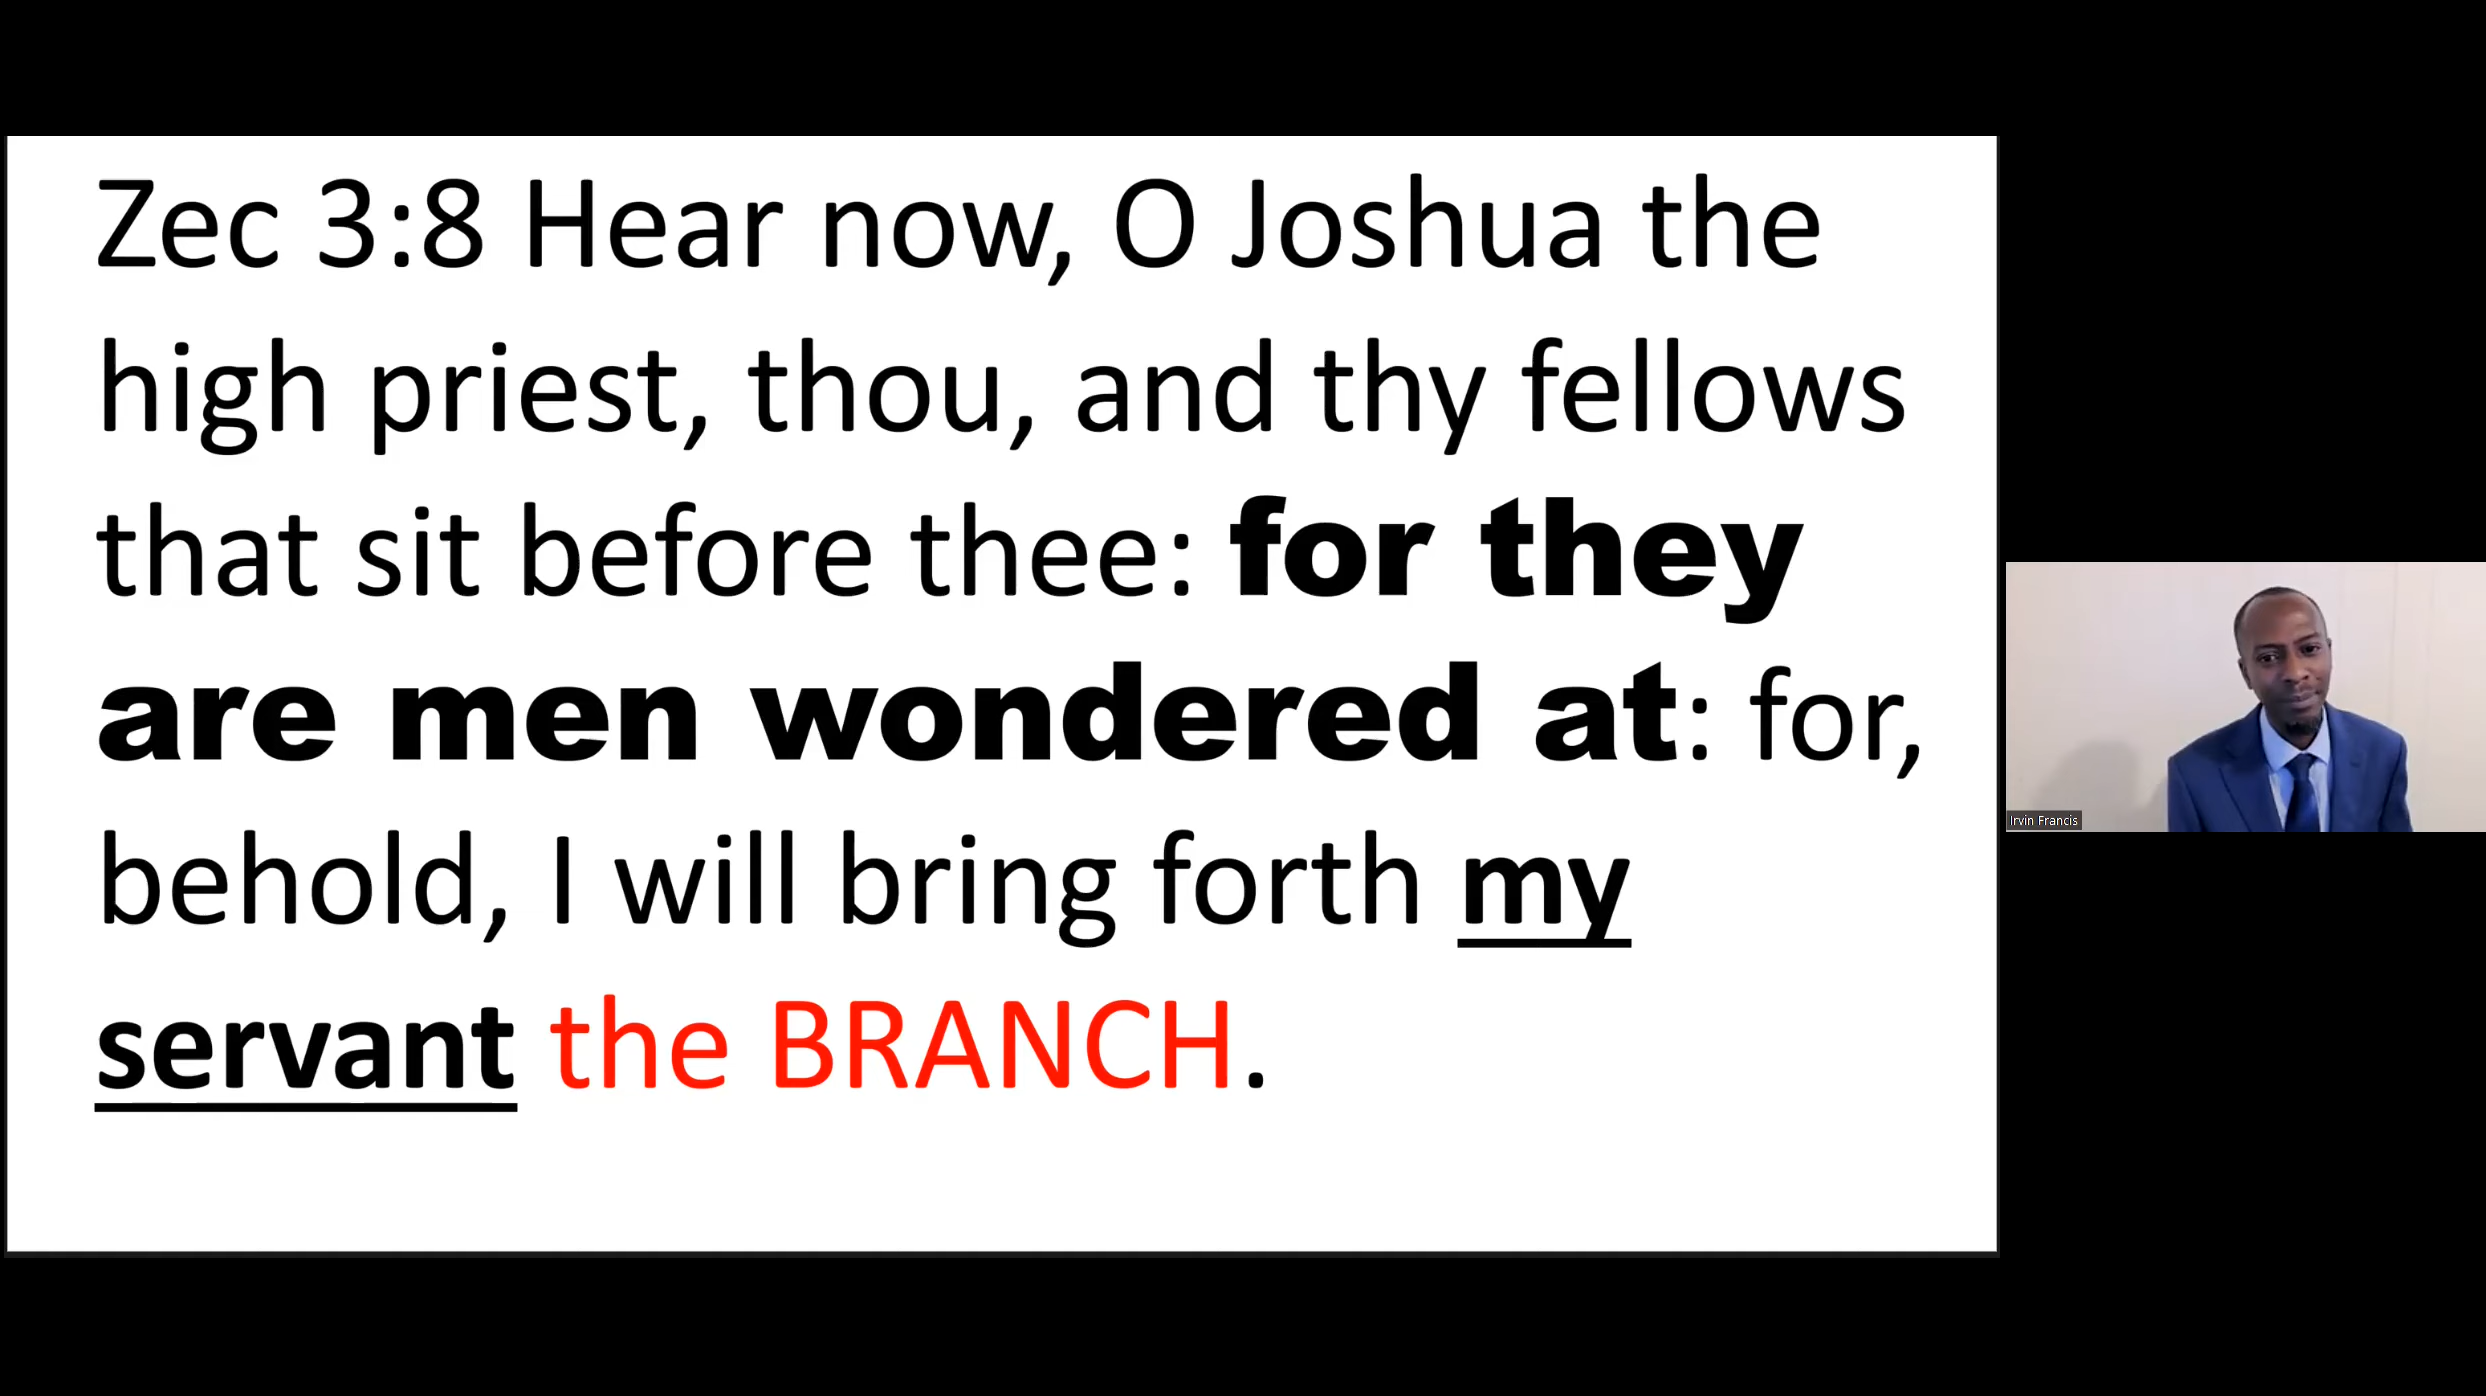 Zec 3:8 Hear now, O Joshua the
high priest, thou, and thy fellows
that sit before thee: for they
are men wondered at: for,
behold, I will bring forth my
servant the BRANCH.
Irvin Francis